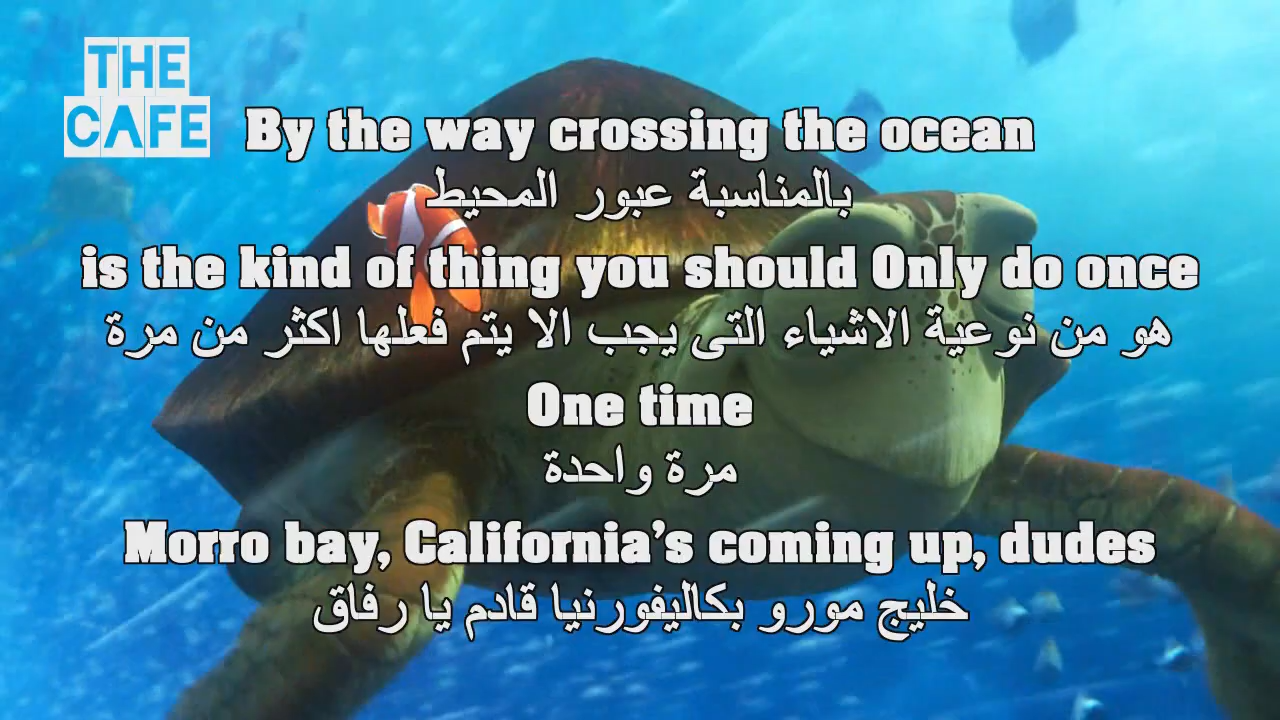 THE
CAFE
By the way crossing the ocean
بالمناسبة عبور المحيط
is the kind of thing you should Only do once
هو من نوعية الاشياء التى يجب الا يتم فعلها اكثر من مرة
One time
مرة واحدة
Morro bay, California's coming up, dudes
خليج مورو بكاليفورنيا قادم يا رفاق